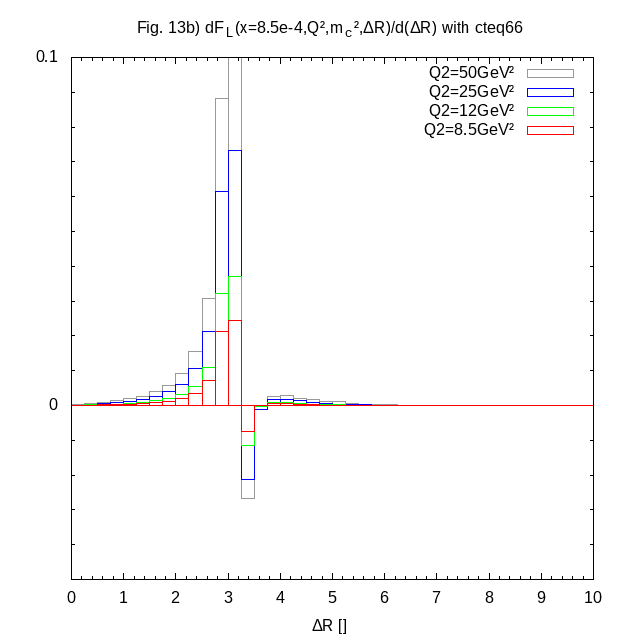 Fig. 13b) dF_L(x=8.5e-4,Q²,m_c²,ΔR)/d(ΔR) with cteq66
0.1
Q2=50GeV²
Q2=25GeV²
Q2=12GeV²
Q2=8.5GeV²
0
0 1 2 3 4 5 6 7 8 9 10
ΔR []